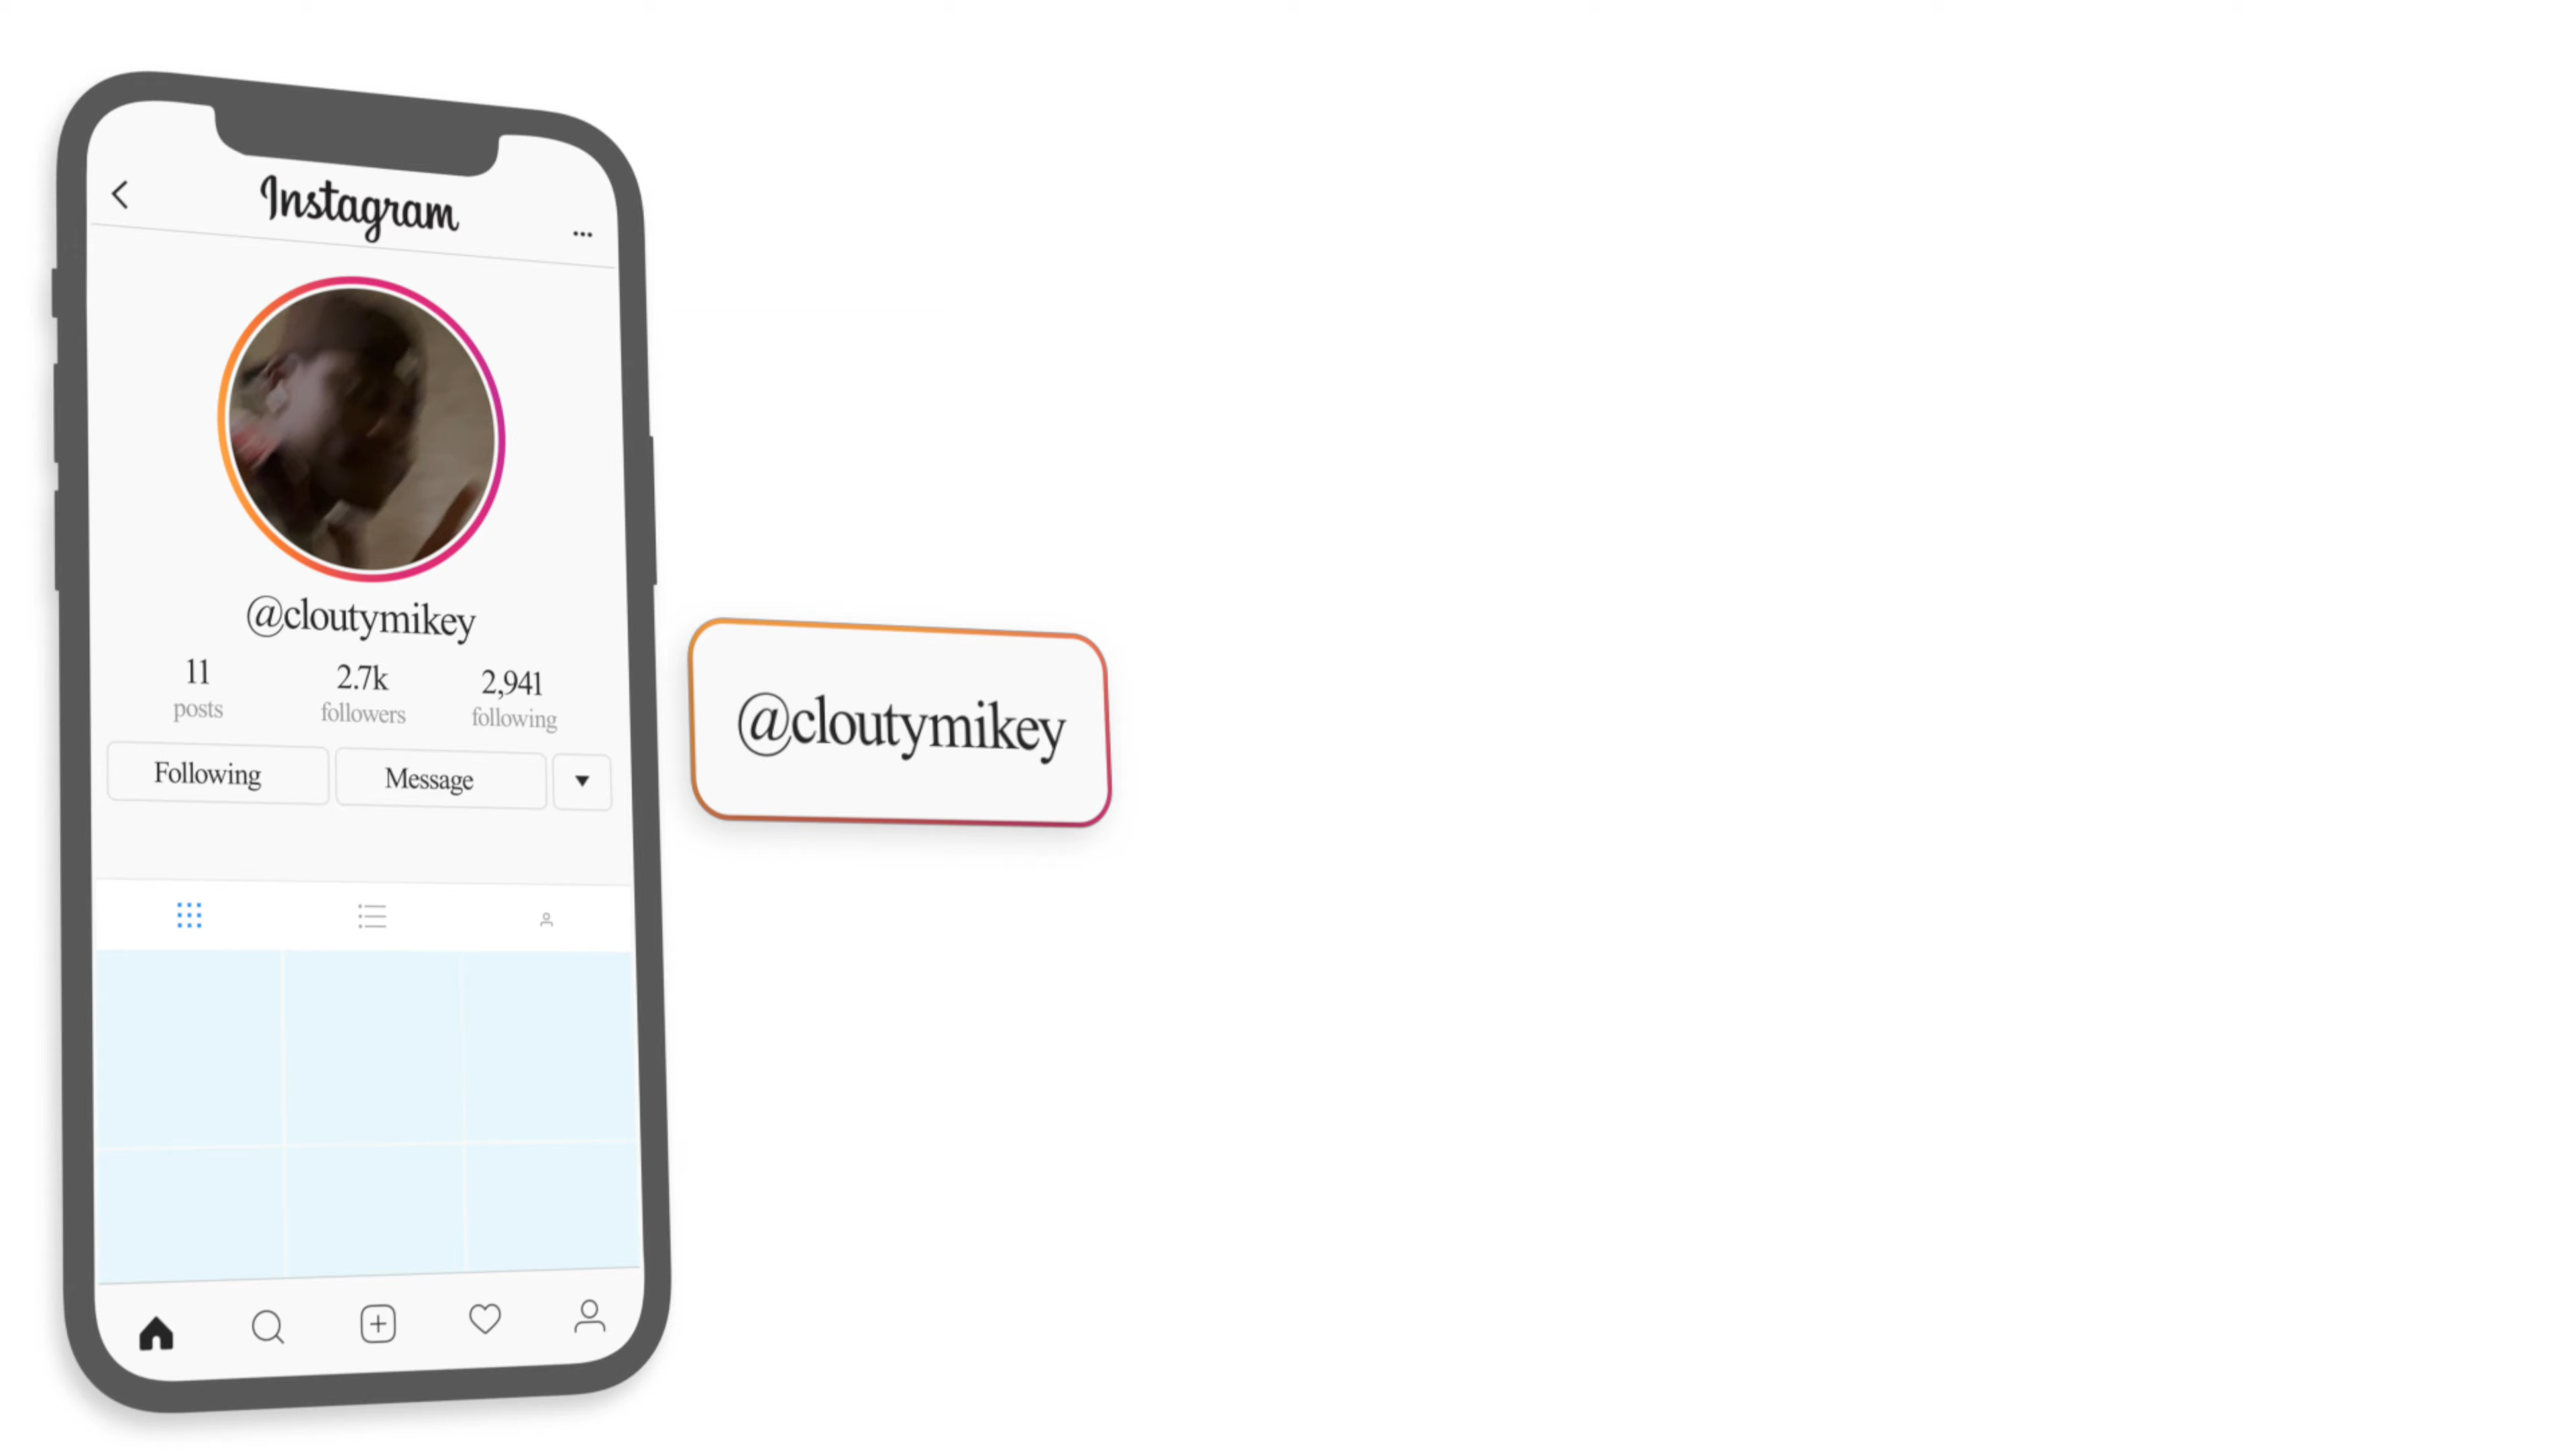 Instagram
@cloutymikey
11 2.7k 2,941
posts followers following
Following Message
@cloutymikey